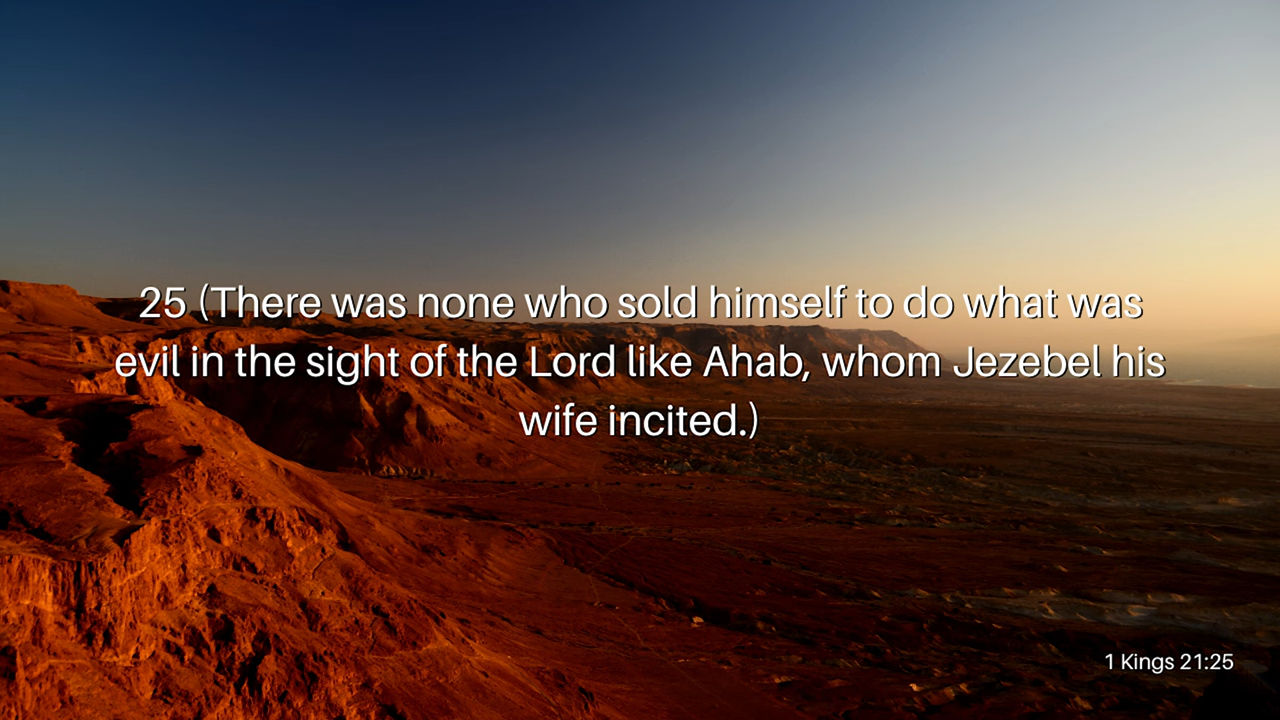 25 (There was none who sold himself to do what was
evil in the sight of the Lord like Ahab, whom Jezebel his
wife incited.)
1 Kings 21:25